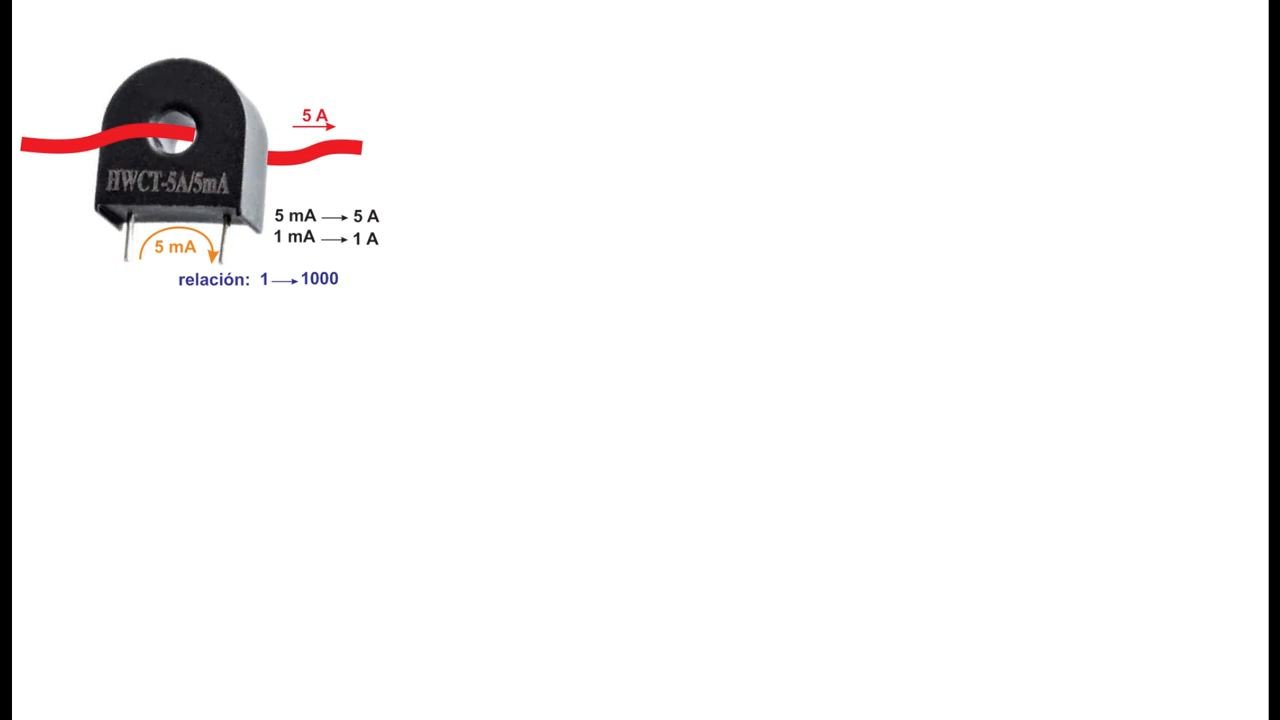 5 A
HWCT-5A/5mA
5 mA → 5 A
1 mA → 1 A
5 mA
relación: 1 → 1000